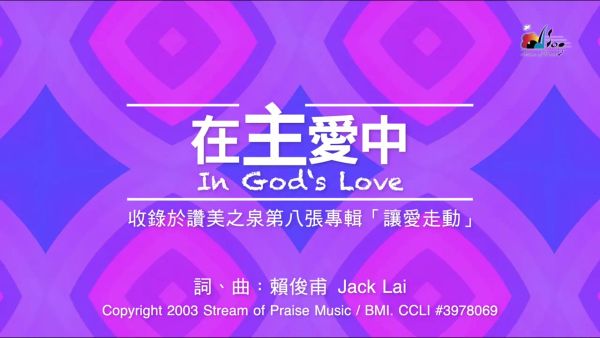 在主愛中
In God's Love
收錄於讚美之泉第八張專輯「讓愛走動」
詞、曲：賴俊甫 Jack Lai
Copyright 2003 Stream of Praise Music / BMI. CCLI #3978069